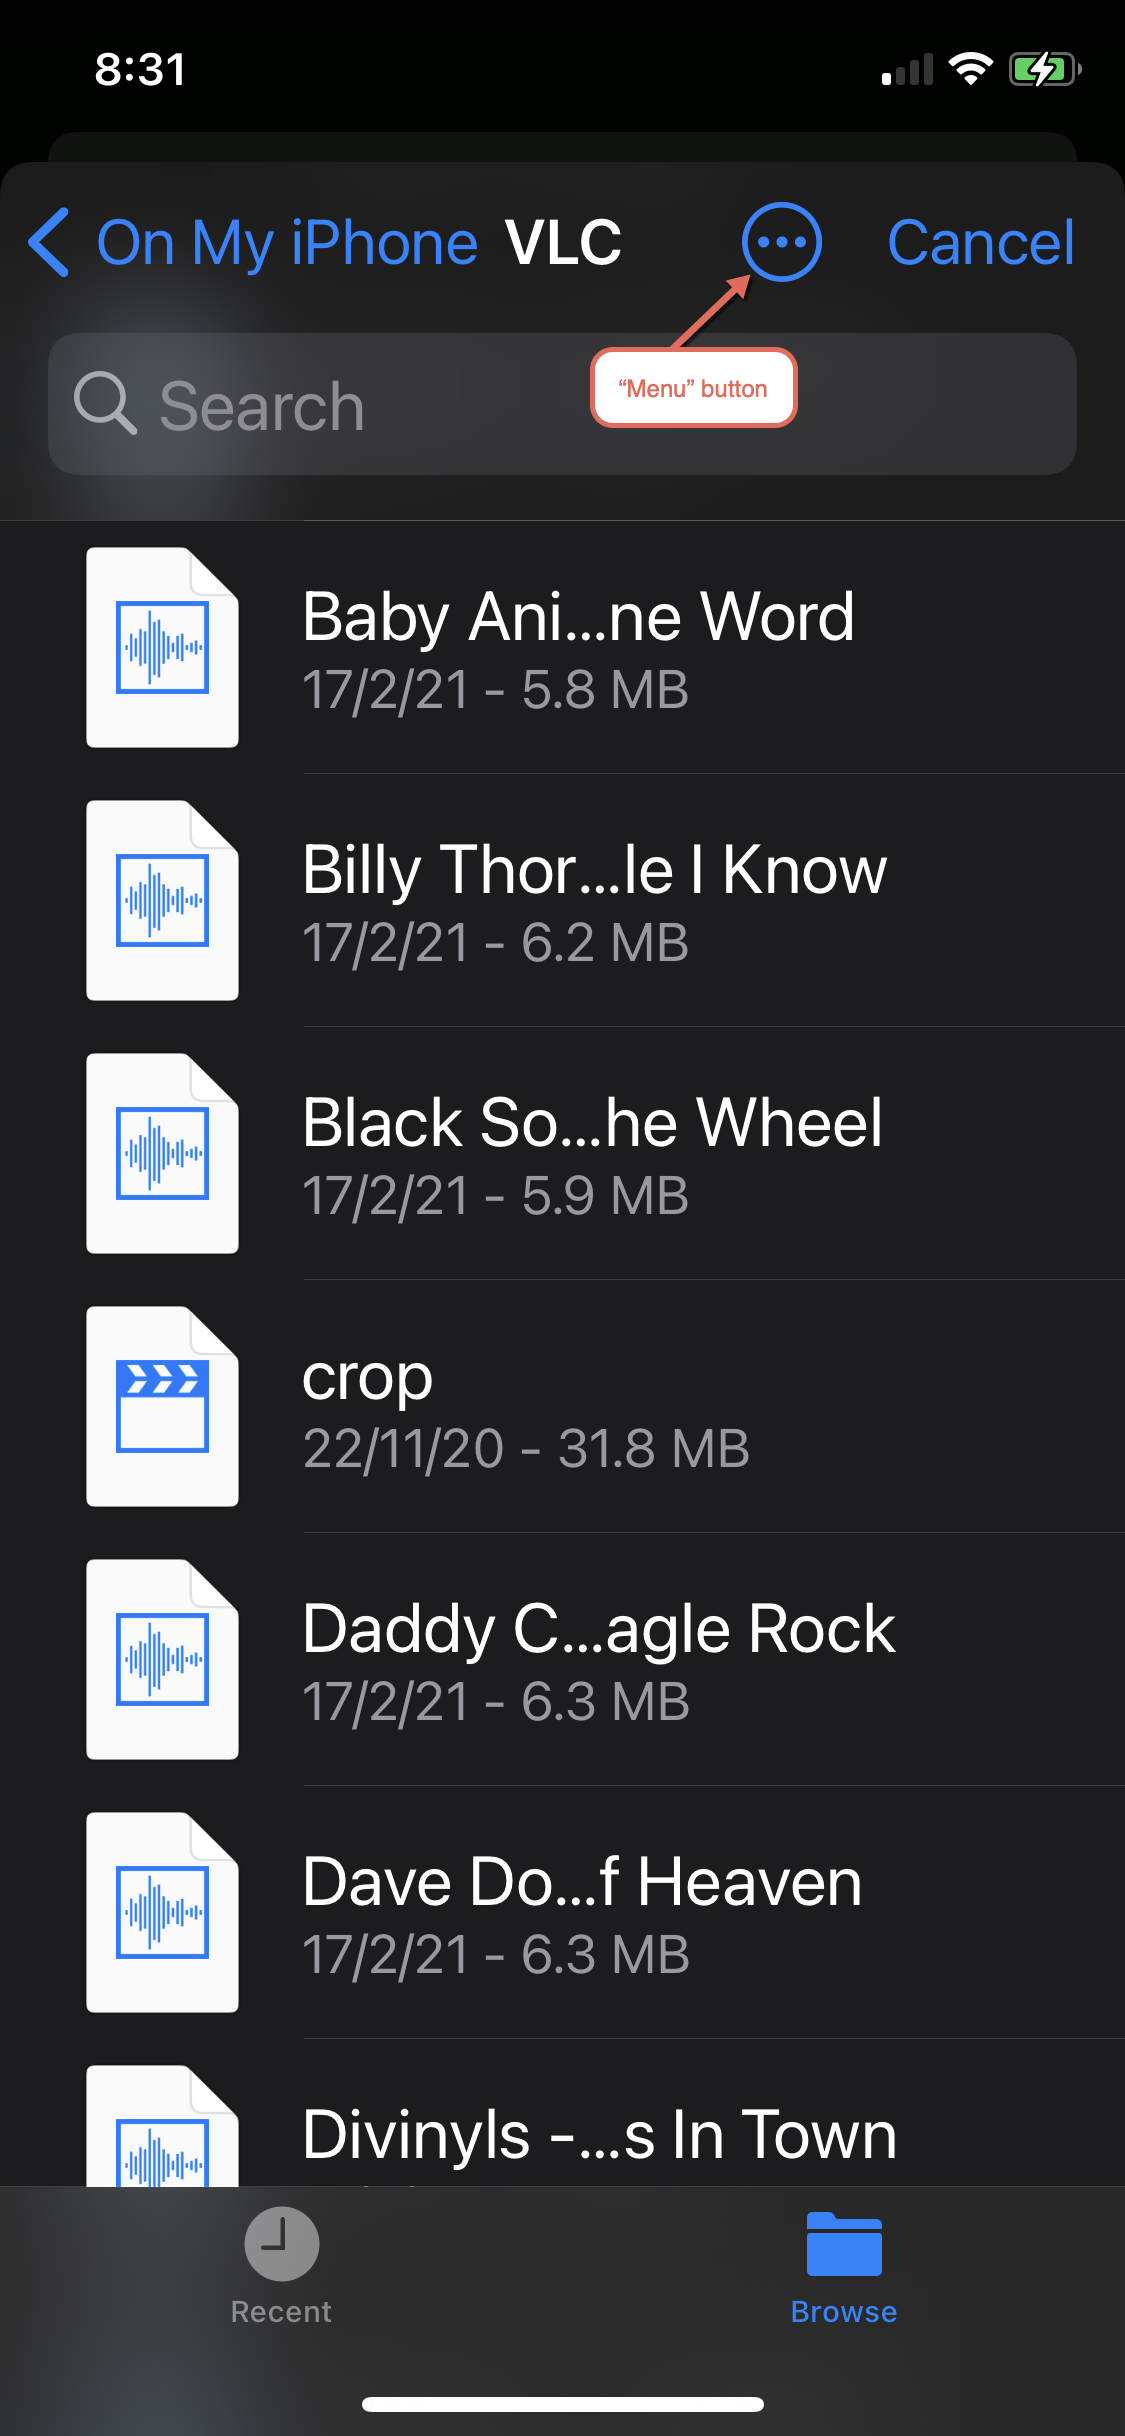 8:31
On My iPhone VLC Cancel
“Menu” button
Search
Baby Ani...ne Word
17/2/21 - 5.8 MB
Billy Thor...le I Know
17/2/21 - 6.2 MB
Black So...he Wheel
17/2/21 - 5.9 MB
crop
22/11/20 - 31.8 MB
Daddy C...agle Rock
17/2/21 - 6.3 MB
Dave Do...f Heaven
17/2/21 - 6.3 MB
Divinyls -...s In Town
Recent Browse